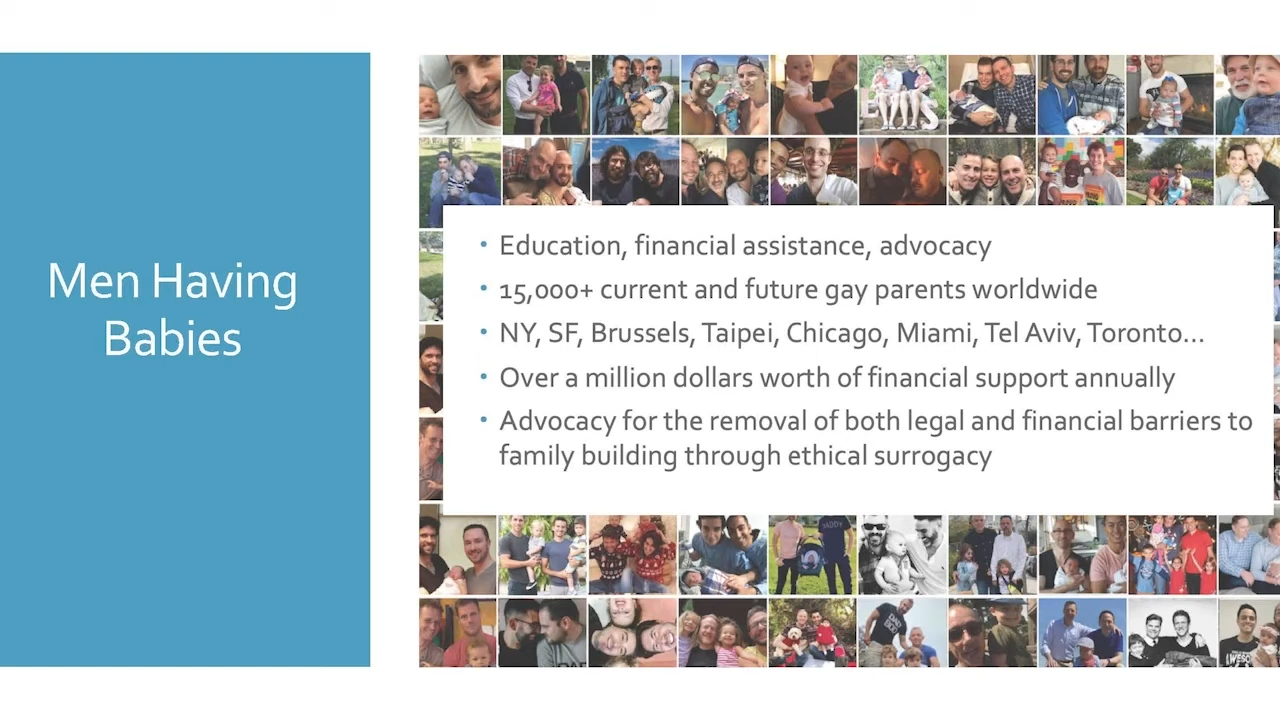 Men Having
Babies
• Education, financial assistance, advocacy
• 15,000+ current and future gay parents worldwide
• NY, SF, Brussels, Taipei, Chicago, Miami, Tel Aviv, Toronto...
• Over a million dollars worth of financial support annually
• Advocacy for the removal of both legal and financial barriers to
family building through ethical surrogacy
DADDY